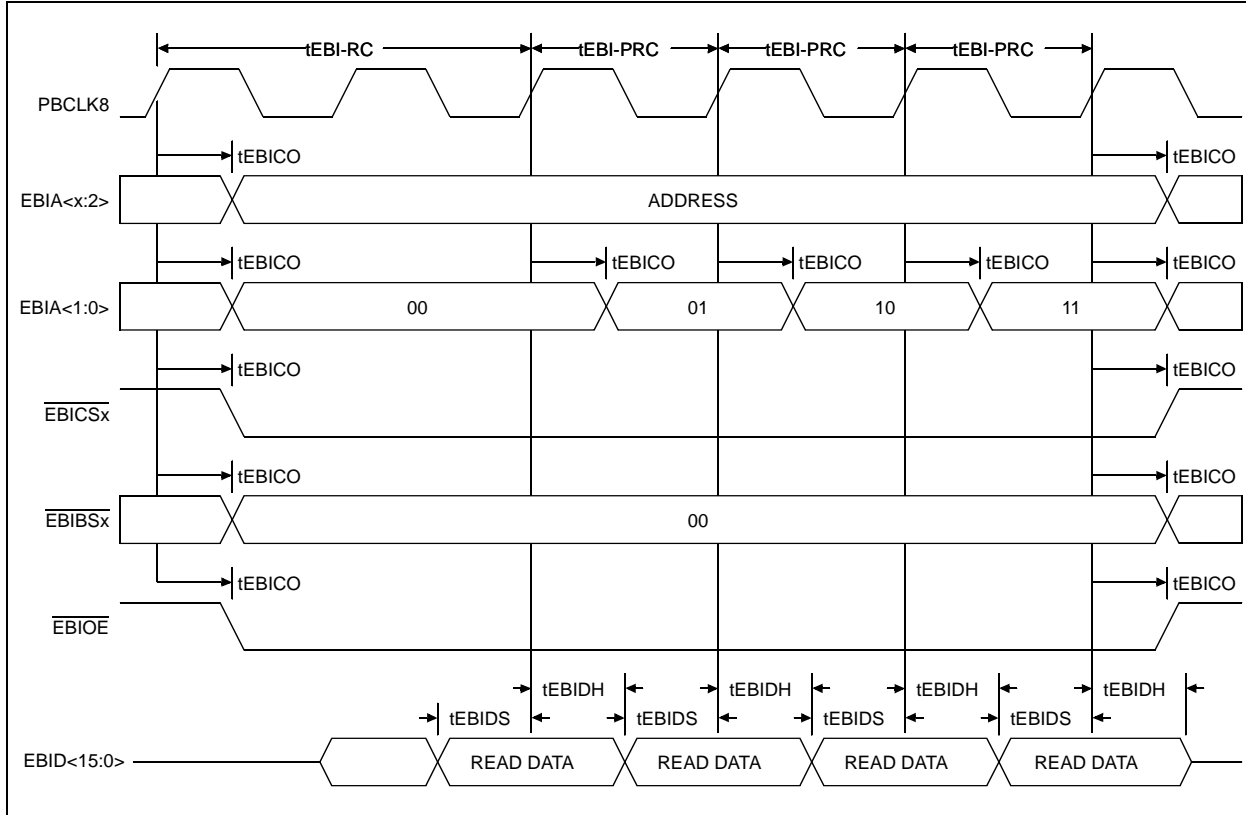 tEBI-RC tEBI-PRC tEBI-PRC tEBI-PRC
PBCLK8
tEBICO tEBICO
EBIA<x:2> ADDRESS
tEBICO tEBICO tEBICO tEBICO tEBICO
EBIA<1:0> 00 01 10 11
tEBICO tEBICO
EBICSx
tEBICO tEBICO
EBIBSx 00
tEBICO tEBICO
EBIOE
tEBIDH tEBIDH tEBIDH tEBIDH
tEBIDS tEBIDS tEBIDS tEBIDS
EBID<15:0> READ DATA READ DATA READ DATA READ DATA